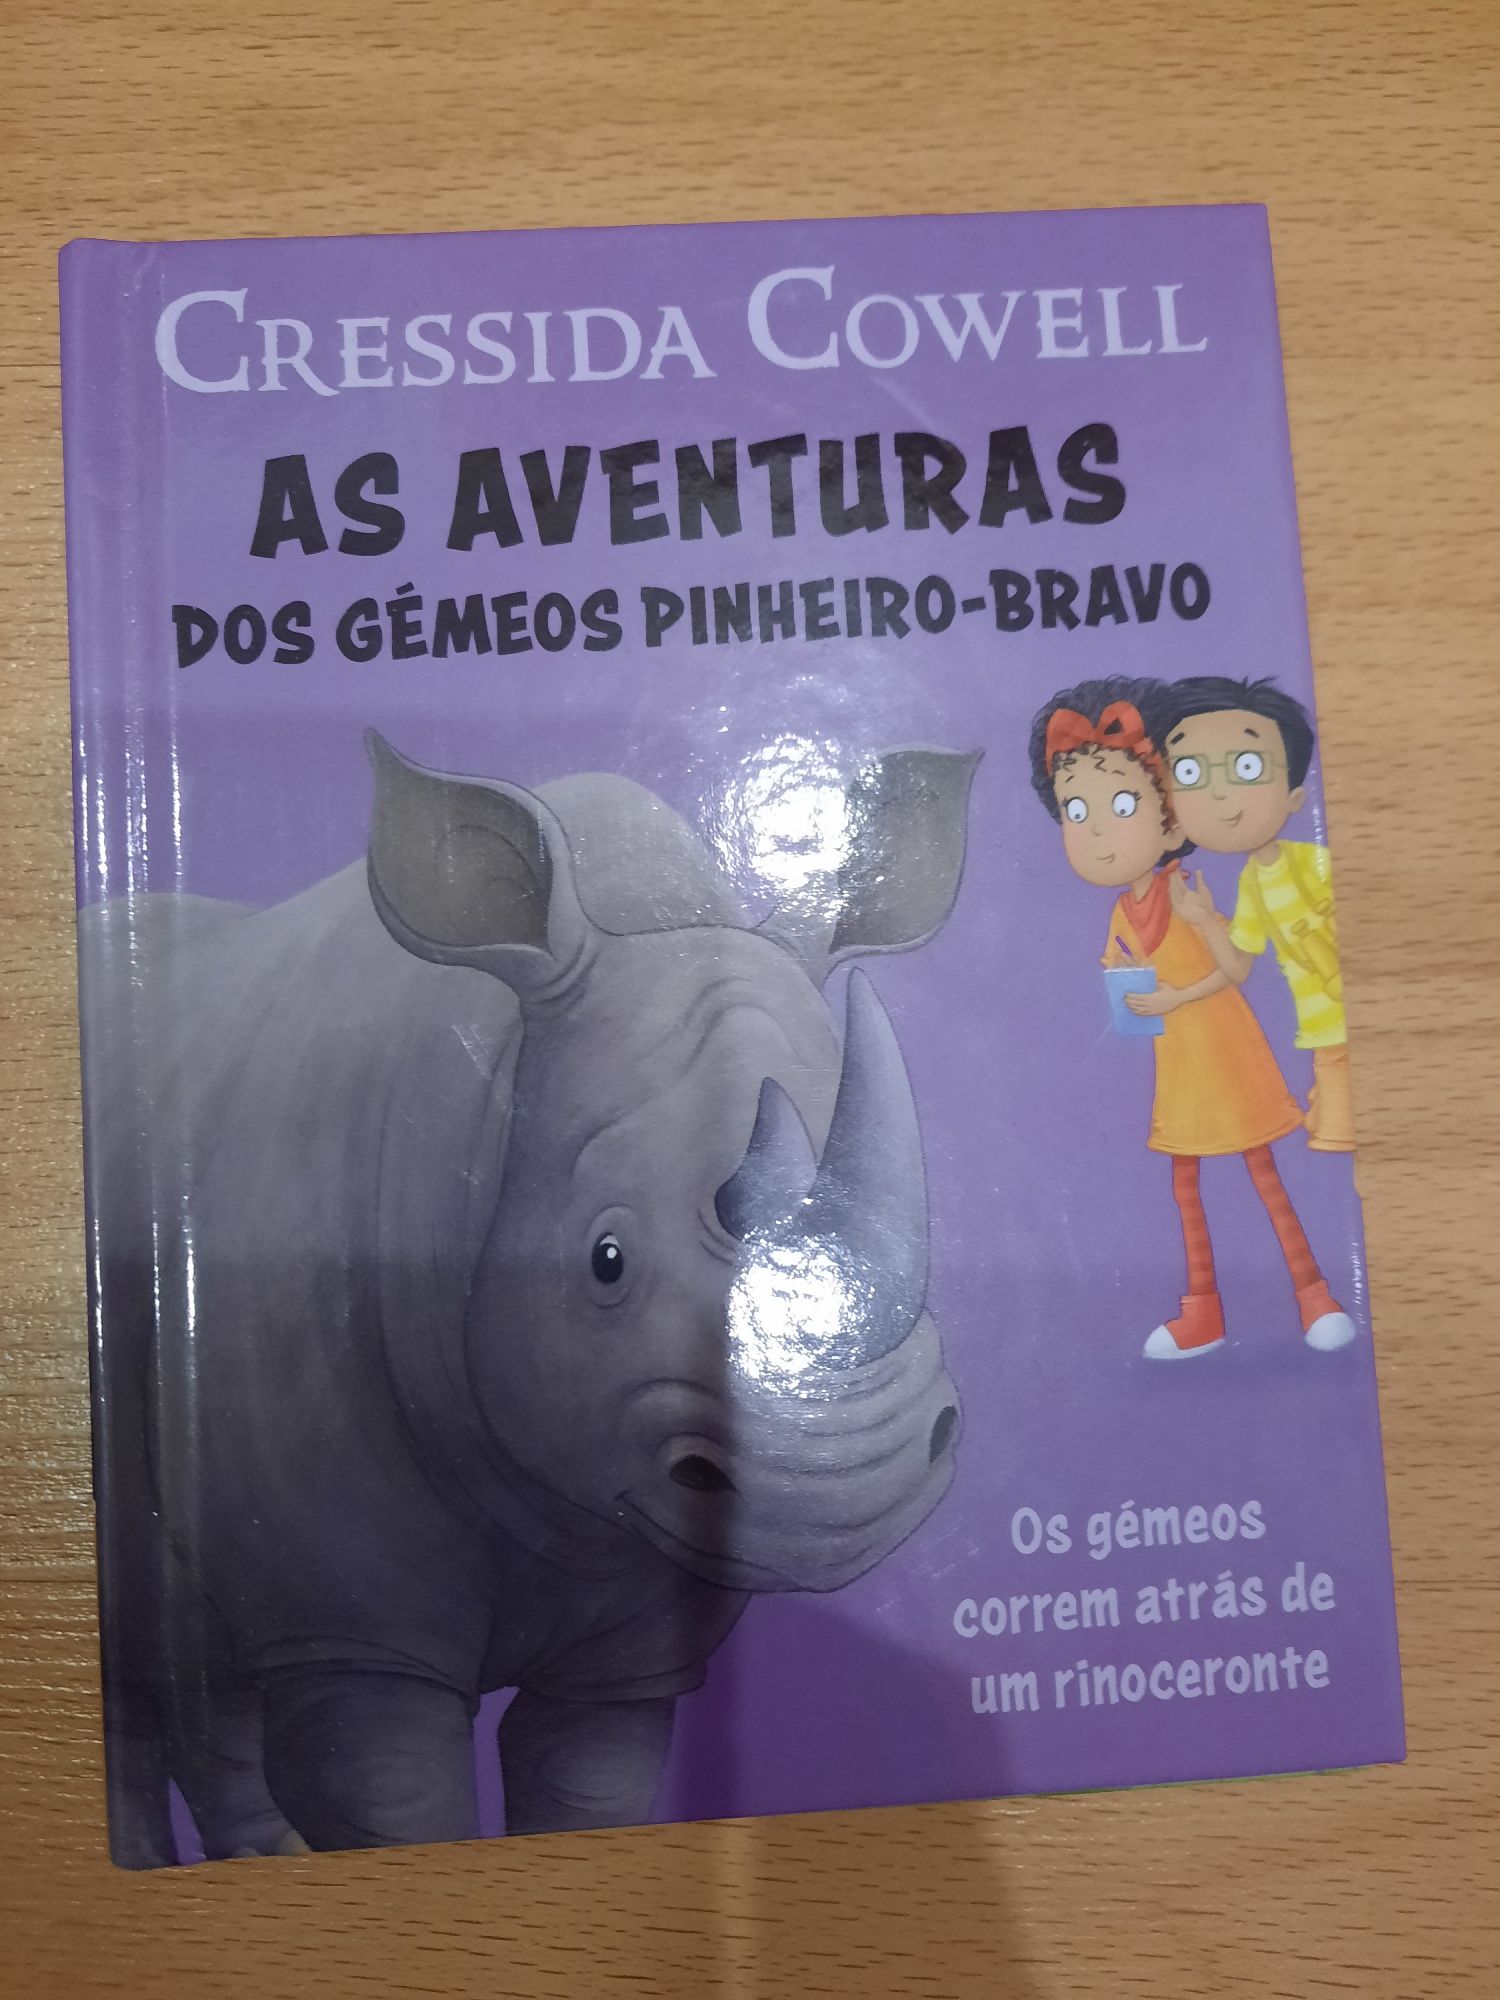 CRESSIDA COWELL
AS AVENTURAS
DOS GÉMEOS PINHEIRO-BRAVO
Os gémeos
correm atrás de
um rinoceronte